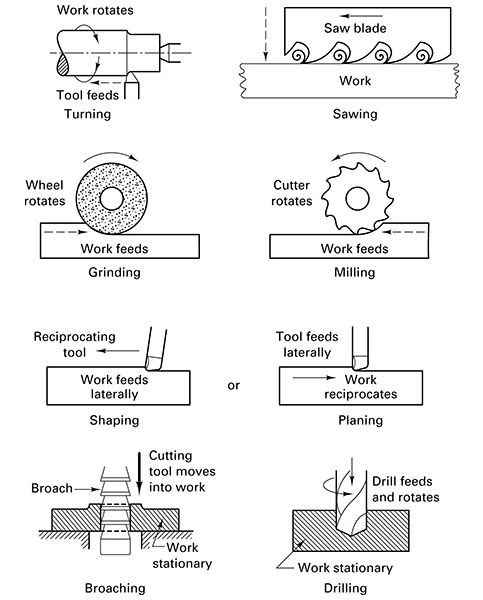 Work rotates
Tool feeds
Turning
Saw blade
Work
Sawing
Wheel
rotates
Work feeds
Grinding
Cutter
rotates
Work feeds
Milling
Reciprocating
tool
Work feeds
laterally
Shaping
or
Tool feeds
laterally
Work
reciprocates
Planing
Broach
Cutting
tool moves
into work
Work
stationary
Broaching
Drill feeds
and rotates
Work stationary
Drilling